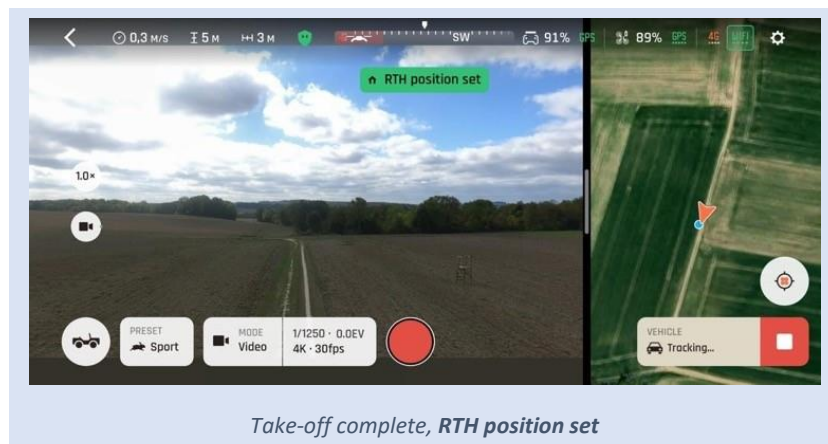 0,3 M/S 5 M 3 M SW 91% GPS 89% GPS 4G WIFI
RTH position set
1.0×
PRESET
Sport
MODE
Video
1/1250 · 0.0EV
4K · 30fps
VEHICLE
Tracking...
Take-off complete, RTH position set